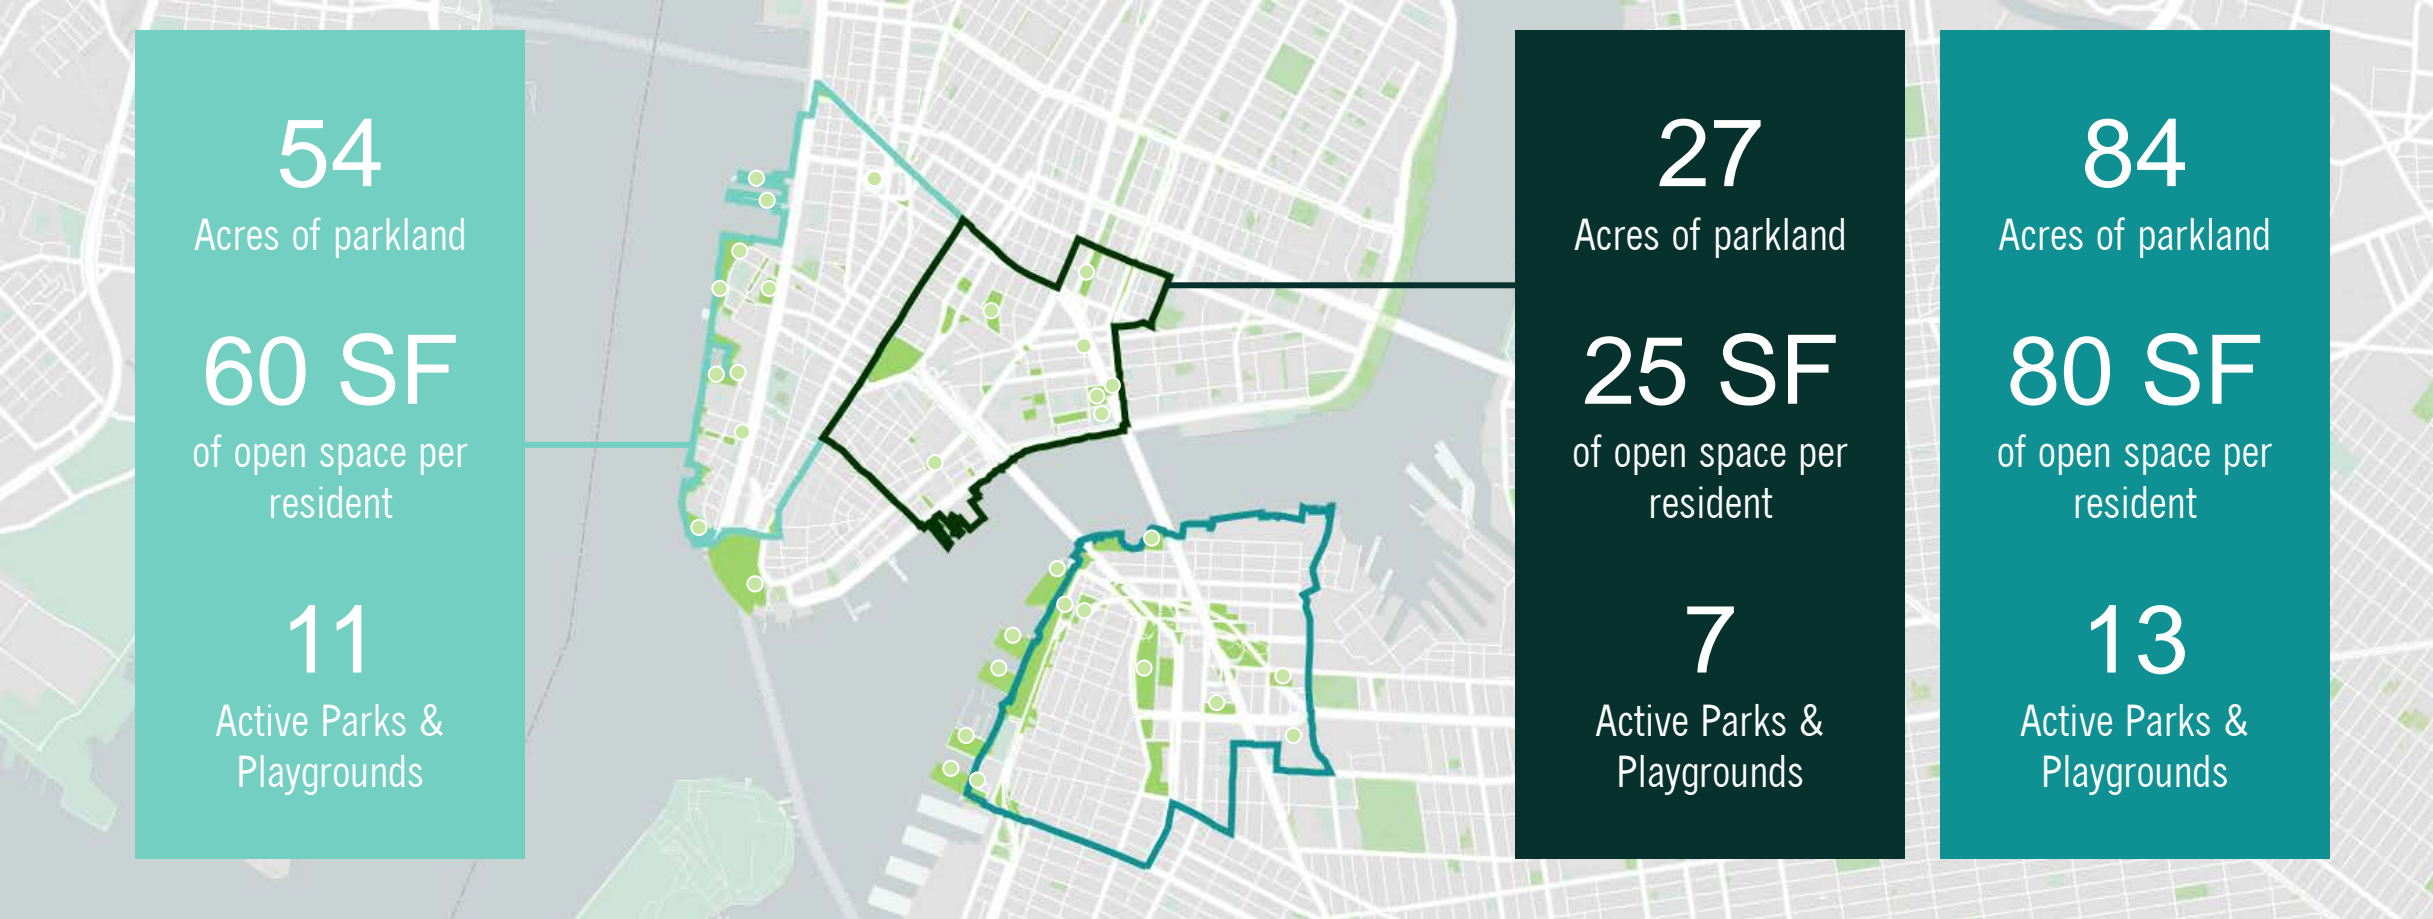 54
Acres of parkland
60 SF
of open space per
resident
11
Active Parks &
Playgrounds
27
Acres of parkland
25 SF
of open space per
resident
7
Active Parks &
Playgrounds
84
Acres of parkland
80 SF
of open space per
resident
13
Active Parks &
Playgrounds